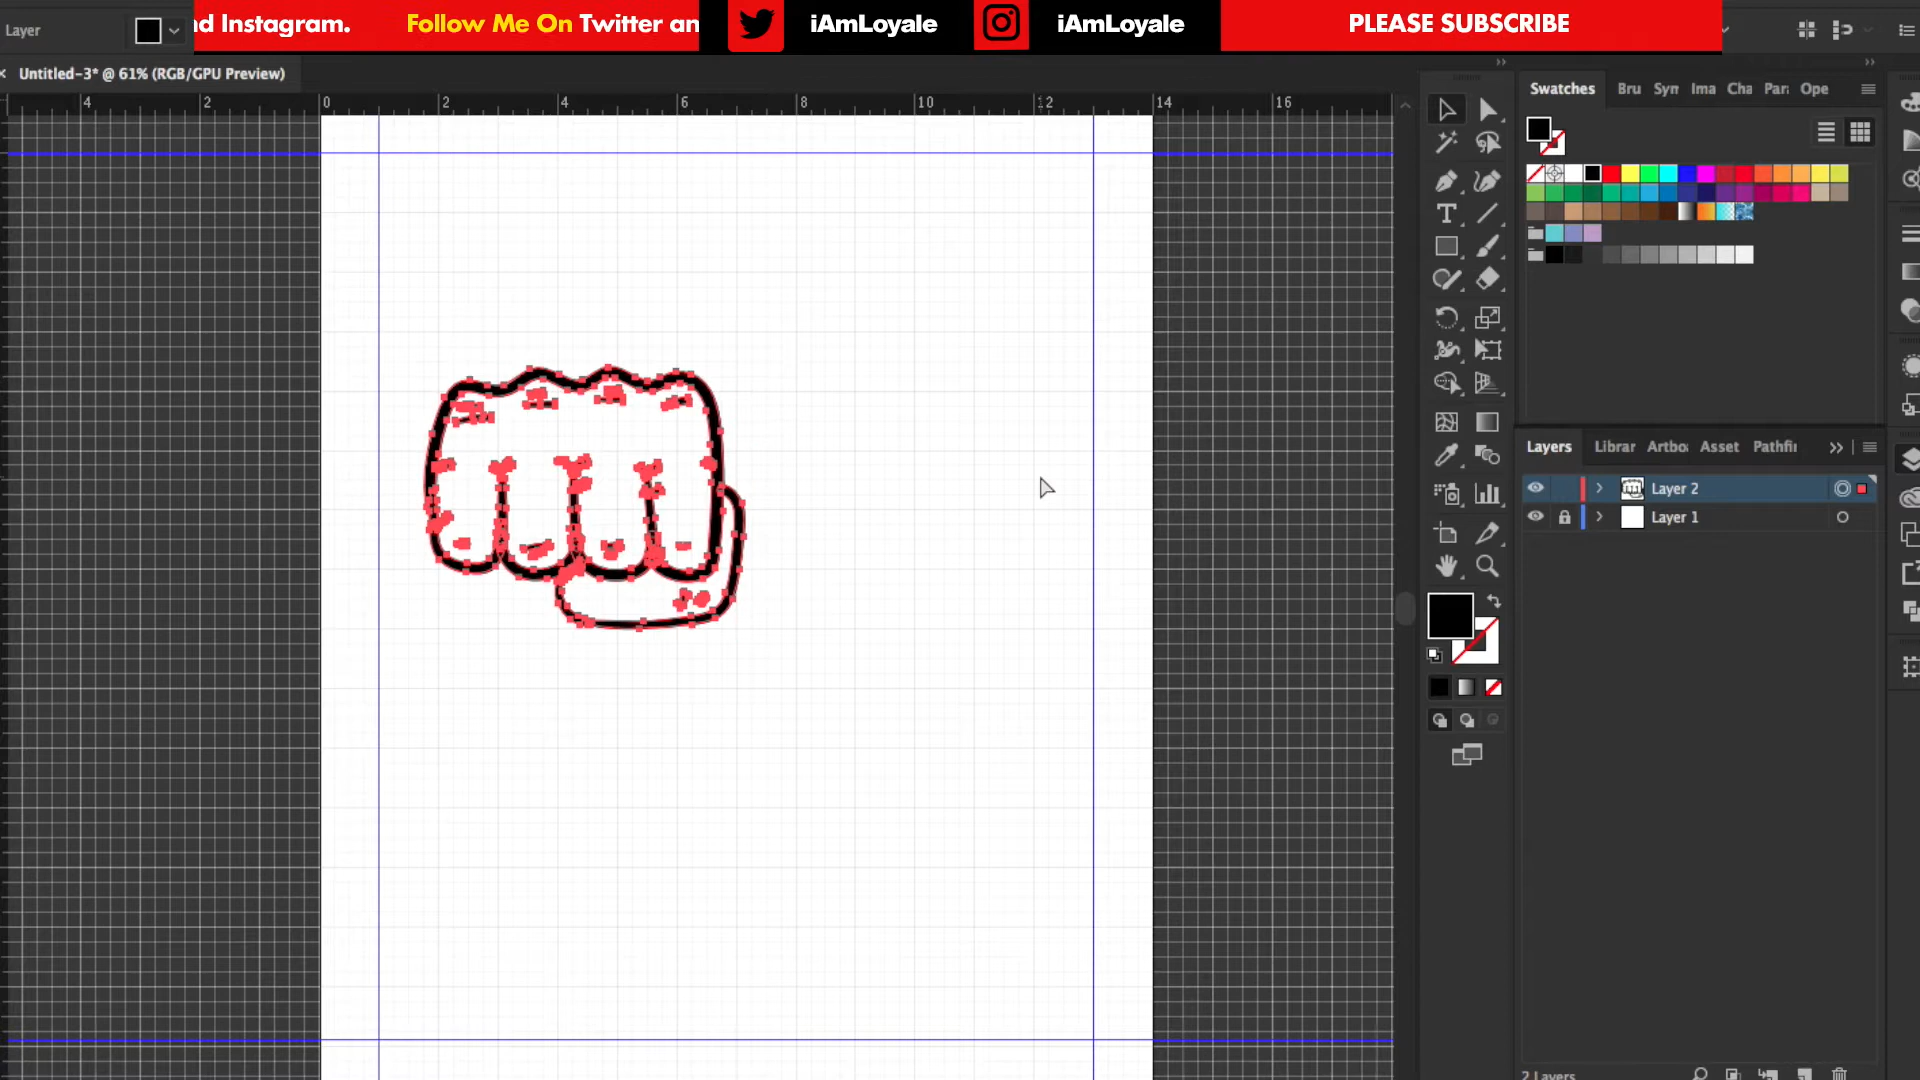 nd Instagram. Follow Me On Twitter an iAmLoyale iAmLoyale PLEASE SUBSCRIBE
Layer
Untitled-3* @ 61% (RGB/GPU Preview)
4 2 0 2 4 6 8 10 12 14 16
Swatches Bru Syn Ima Cha Par Ope
T
Layers Librar Artbo Asset Pathfi
Layer 2
Layer 1
2 Layers